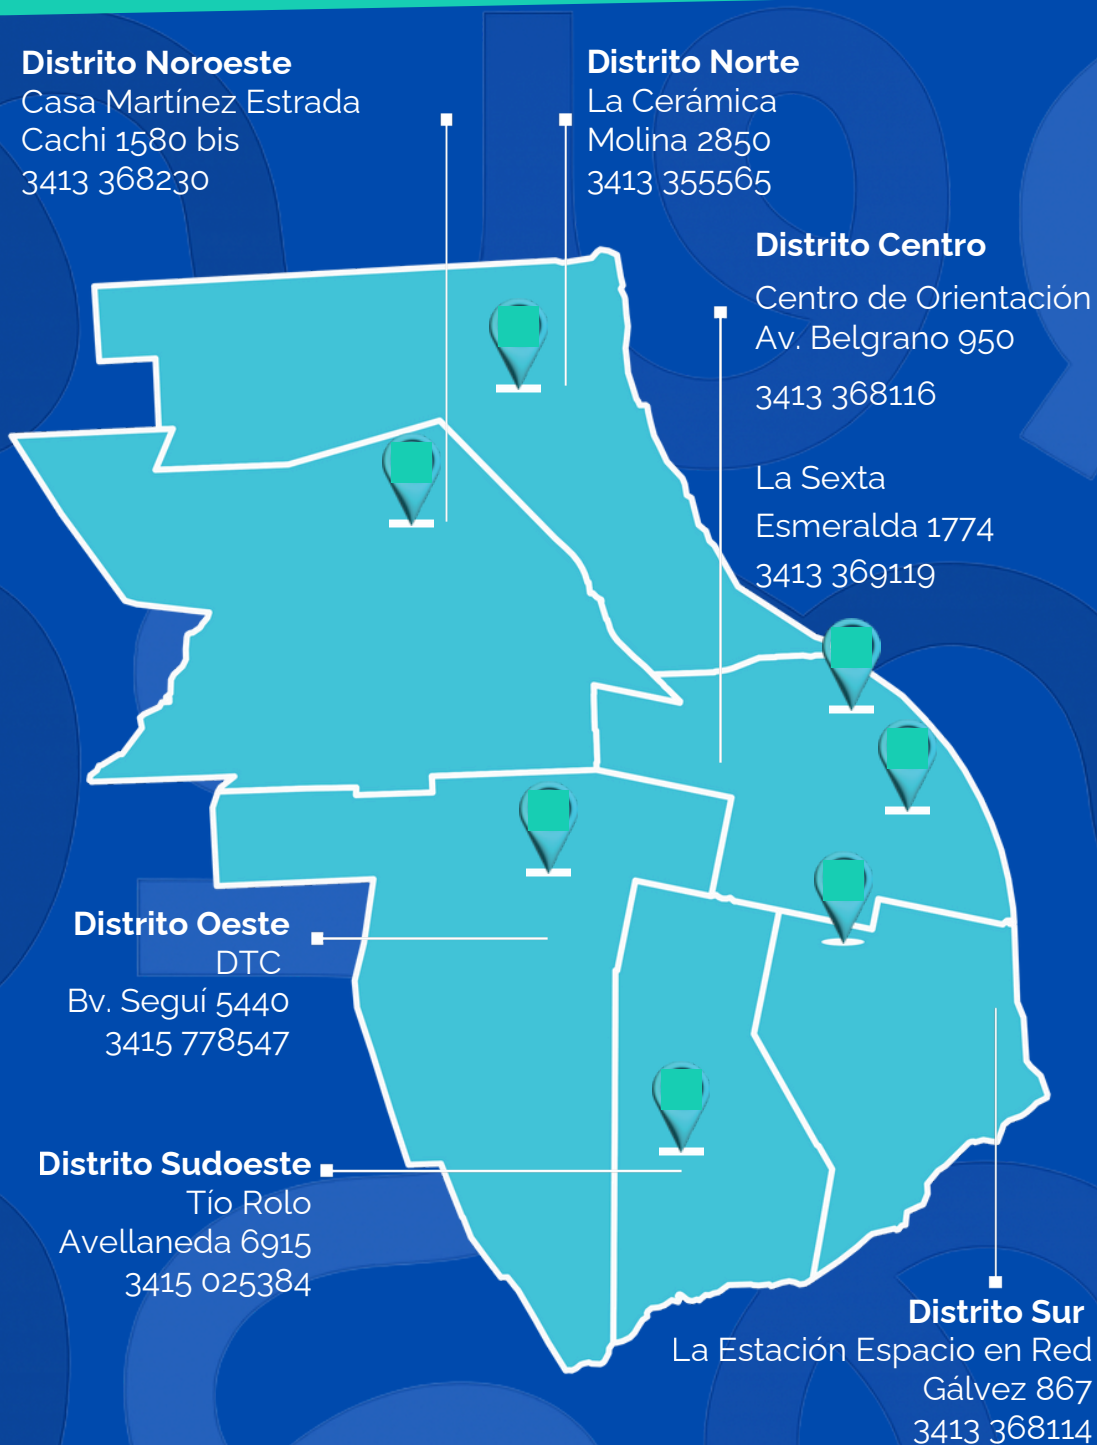 Distrito Noroeste
Casa Martínez Estrada
Cachi 1580 bis
3413 368230
Distrito Norte
La Cerámica
Molina 2850
3413 355565
Distrito Centro
Centro de Orientación
Av. Belgrano 950
3413 368116
La Sexta
Esmeralda 1774
3413 369119
Distrito Oeste
DTC
Bv. Seguí 5440
3415 778547
Distrito Sudoeste
Tío Rolo
Avellaneda 6915
3415 025384
Distrito Sur
La Estación Espacio en Red
Gálvez 867
3413 368114